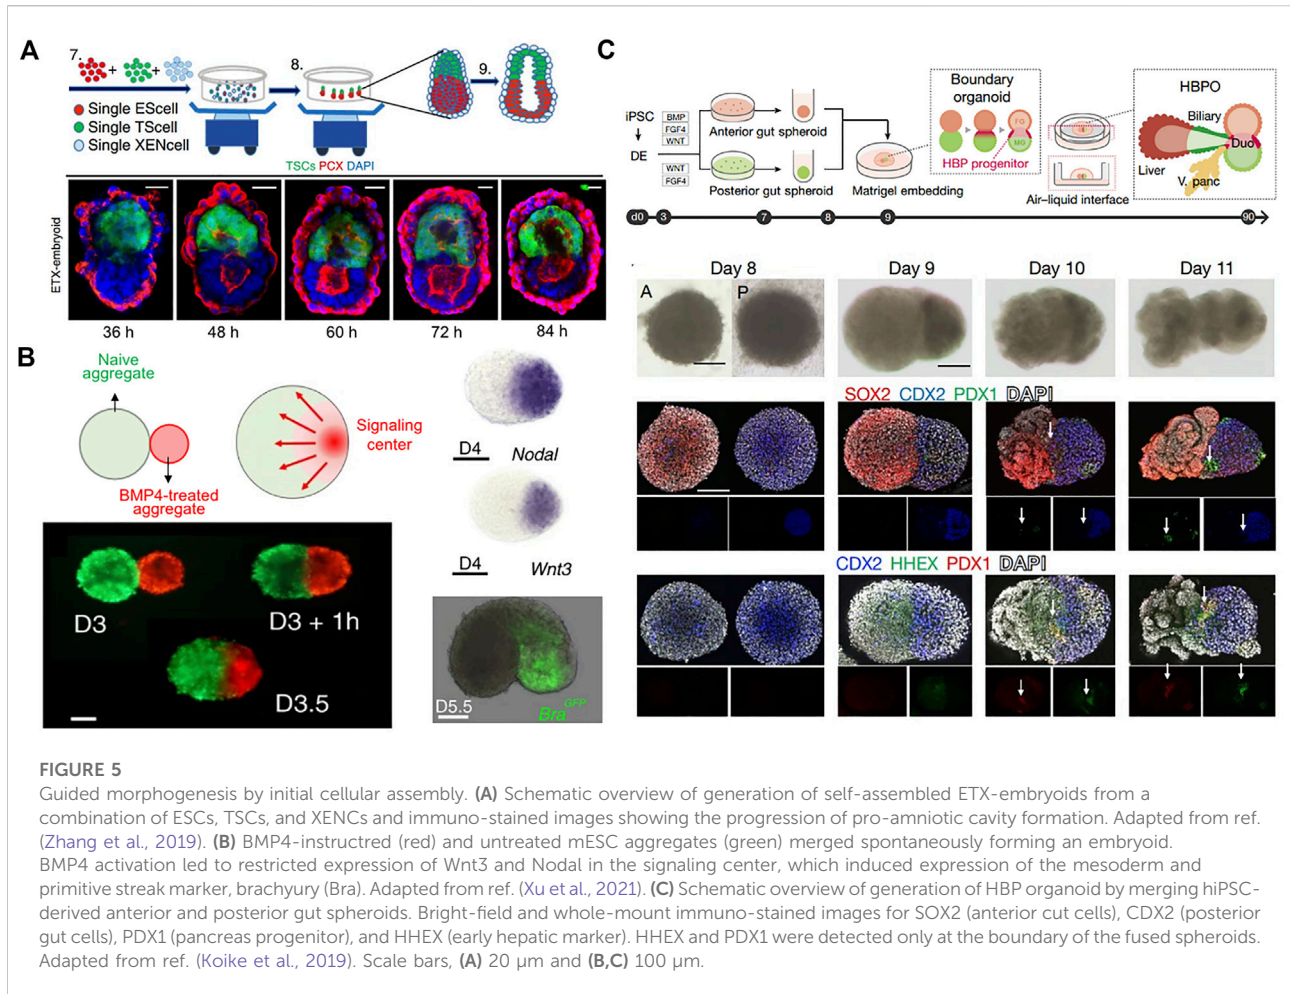 A
7.
+
+
8.
9.
Single EScell
Single TScell
Single XENcell
TSCs PCX DAPI
ETX-embryoid
36 h
48 h
60 h
72 h
84 h
B
Naive
aggregate
BMP4-treated
aggregate
Signaling
center
D4
Nodal
D4
Wnt3
D3
D3 + 1h
D3.5
D5.5
Bra GFP
C
iPSC
DE
BMP
FGF4
WNT
WNT
FGF4
Anterior gut spheroid
Posterior gut spheroid
Matrigel embedding
Boundary
organoid
FG
MG
HBP progenitor
Air–liquid interface
HBPO
Biliary
Duo
Liver
V. panc
d0
3
7
8
9
90
Day 8
Day 9
Day 10
Day 11
A
P
SOX2 CDX2 PDX1 DAPI
CDX2 HHEX PDX1 DAPI
FIGURE 5
Guided morphogenesis by initial cellular assembly. (A) Schematic overview of generation of self-assembled ETX-embryoids from a
combination of ESCs, TSCs, and XENCs and immuno-stained images showing the progression of pro-amniotic cavity formation. Adapted from ref.
(Zhang et al., 2019). (B) BMP4-instructred (red) and untreated mESC aggregates (green) merged spontaneously forming an embryoid.
BMP4 activation led to restricted expression of Wnt3 and Nodal in the signaling center, which induced expression of the mesoderm and
primitive streak marker, brachyury (Bra). Adapted from ref. (Xu et al., 2021). (C) Schematic overview of generation of HBP organoid by merging hiPSC-
derived anterior and posterior gut spheroids. Bright-field and whole-mount immuno-stained images for SOX2 (anterior cut cells), CDX2 (posterior
gut cells), PDX1 (pancreas progenitor), and HHEX (early hepatic marker). HHEX and PDX1 were detected only at the boundary of the fused spheroids.
Adapted from ref. (Koike et al., 2019). Scale bars, (A) 20 µm and (B,C) 100 µm.